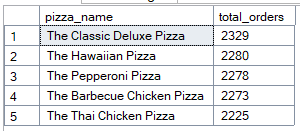 pizza_name total_orders
1 The Classic Deluxe Pizza 2329
2 The Hawaiian Pizza 2280
3 The Pepperoni Pizza 2278
4 The Barbecue Chicken Pizza 2273
5 The Thai Chicken Pizza 2225